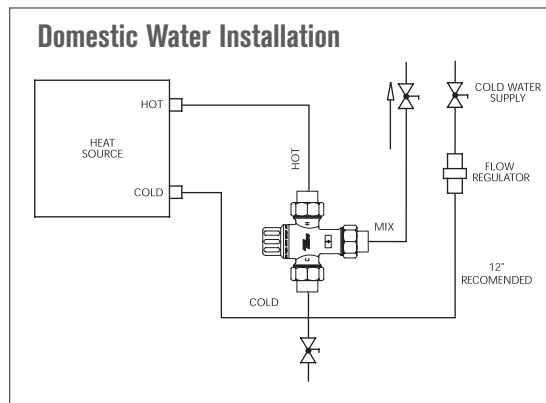 Domestic Water Installation
HOT
HEAT
SOURCE
COLD
HOT
COLD WATER
SUPPLY
FLOW
REGULATOR
MIX
12"
RECOMENDED
COLD
H
C